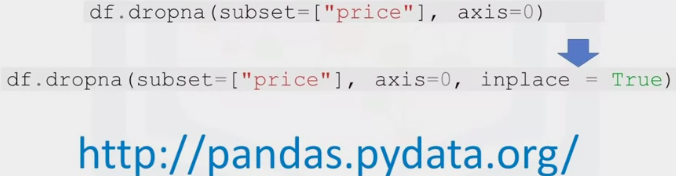 df.dropna(subset=["price"], axis=0)
df.dropna(subset=["price"], axis=0, inplace = True)
http://pandas.pydata.org/